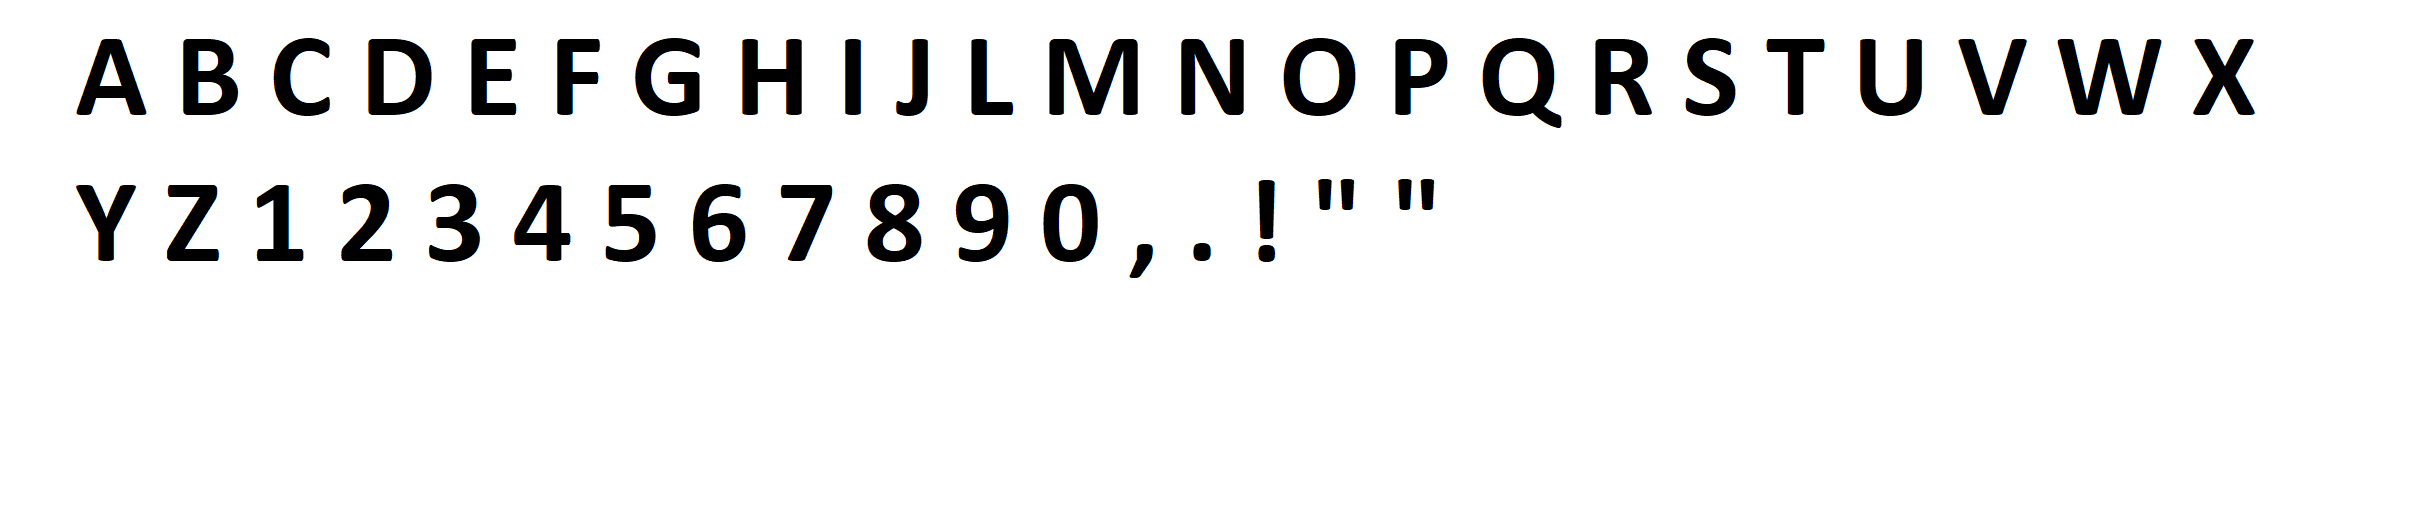 A B C D E F G H I J L M N O P Q R S T U V W X
Y Z 1 2 3 4 5 6 7 8 9 0 , . ! " "